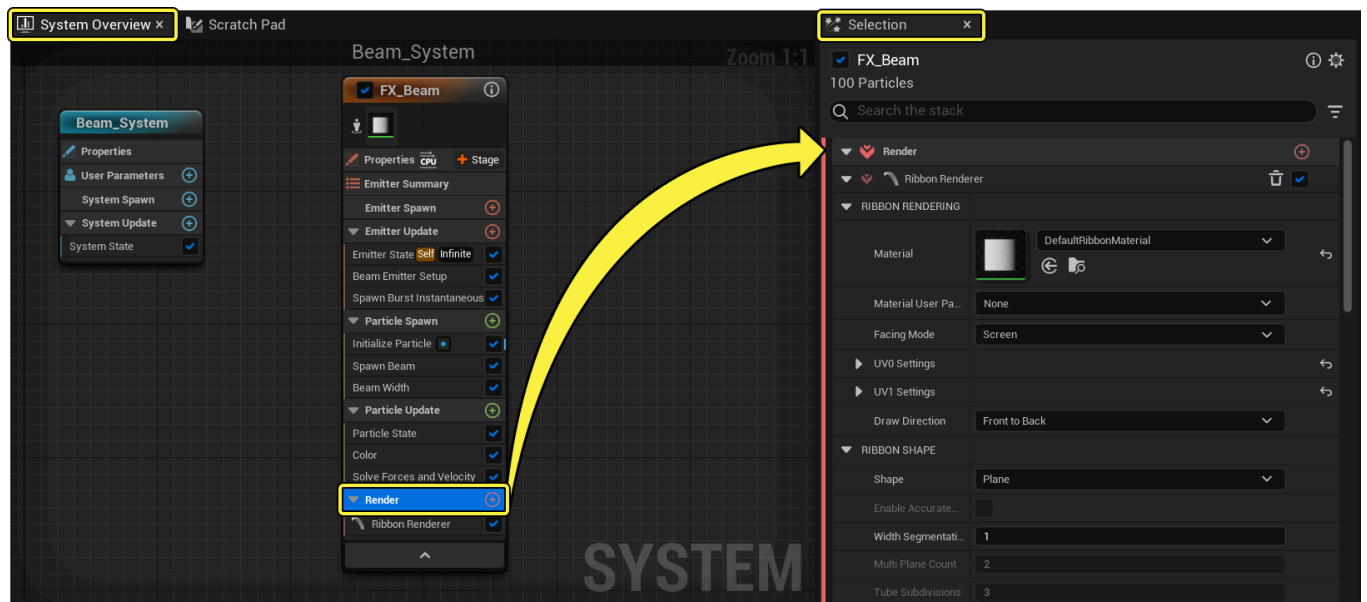 System Overview ×
Scratch Pad
Beam_System
Zoom 1:1
Beam_System
Properties
User Parameters
System Spawn
System Update
System State
FX_Beam
Properties CPU + Stage
Emitter Summary
Emitter Spawn
Emitter Update
Emitter State Self Infinite
Beam Emitter Setup
Spawn Burst Instantaneous
Particle Spawn
Initialize Particle
Spawn Beam
Beam Width
Particle Update
Particle State
Color
Solve Forces and Velocity
Render
Ribbon Renderer
SYSTEM
Selection ×
FX_Beam
100 Particles
Search the stack
Render
Ribbon Renderer
RIBBON RENDERING
Material DefaultRibbonMaterial
Material User Pa... None
Facing Mode Screen
UV0 Settings
UV1 Settings
Draw Direction Front to Back
RIBBON SHAPE
Shape Plane
Enable Accurate...
Width Segmentati... 1
Multi Plane Count 2
Tube Subdivisions 3